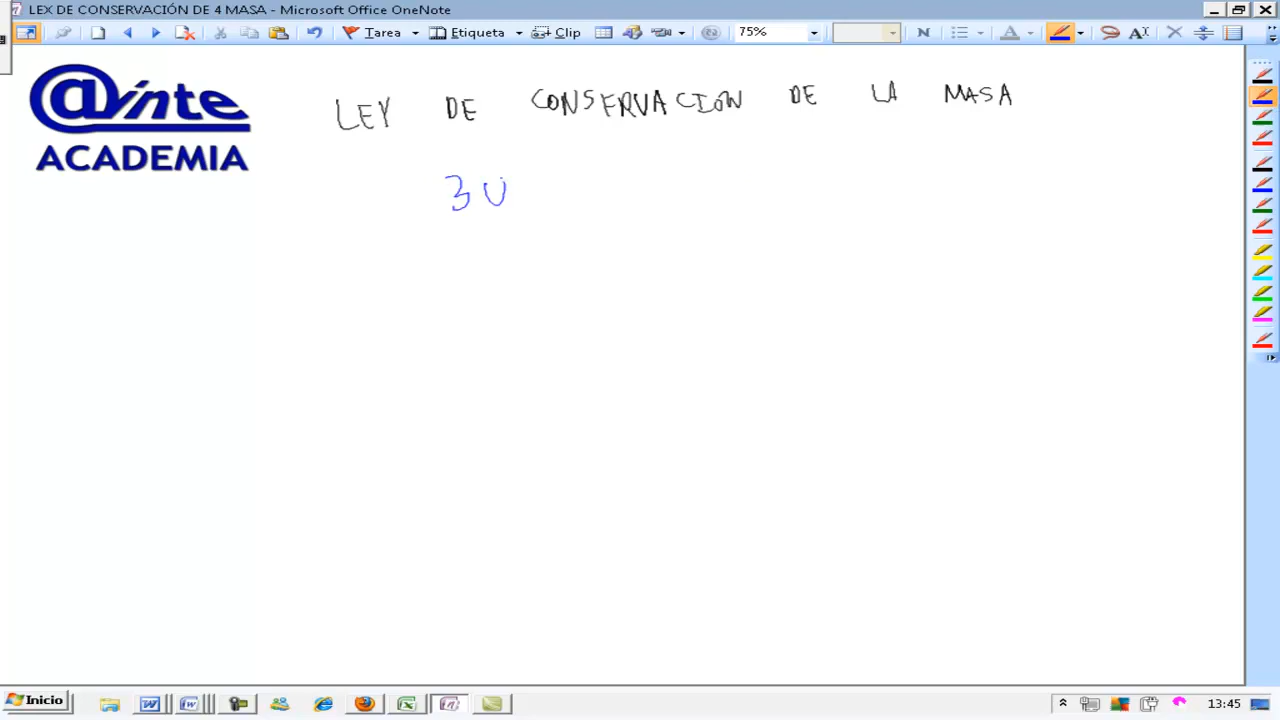 LEX DE CONSERVACIÓN DE 4 MASA - Microsoft Office OneNote
Tarea Etiqueta Clip 75% N
@inte
ACADEMIA
LEY DE CONSERVACION DE LA MASA
3U
Inicio 13:45